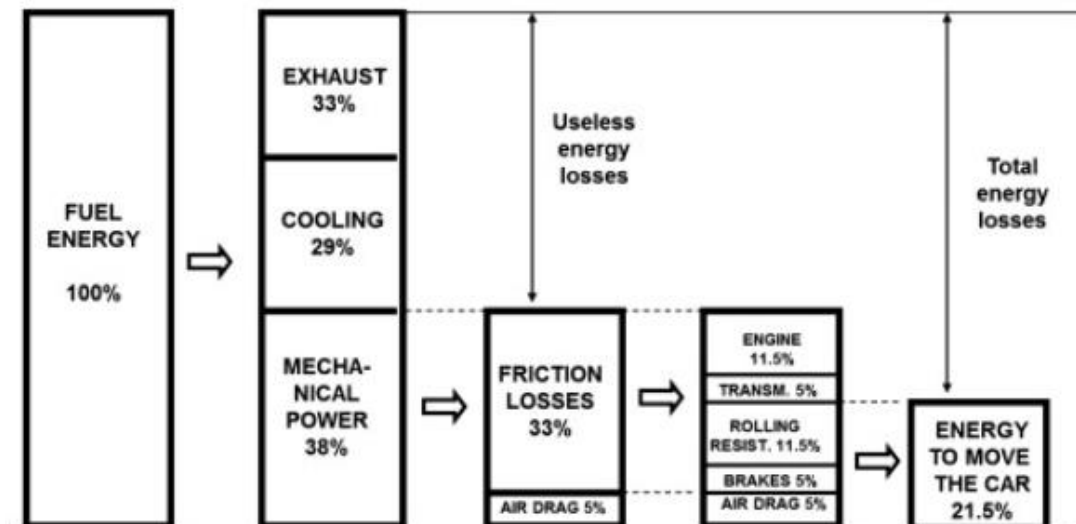 FUEL
ENERGY
100%
EXHAUST
33%
COOLING
29%
MECHA-
NICAL
POWER
38%
Useless
energy
losses
FRICTION
LOSSES
33%
AIR DRAG 5%
ENGINE
11.5%
TRANSM. 5%
ROLLING
RESIST. 11.5%
BRAKES 5%
AIR DRAG 5%
Total
energy
losses
ENERGY
TO MOVE
THE CAR
21.5%